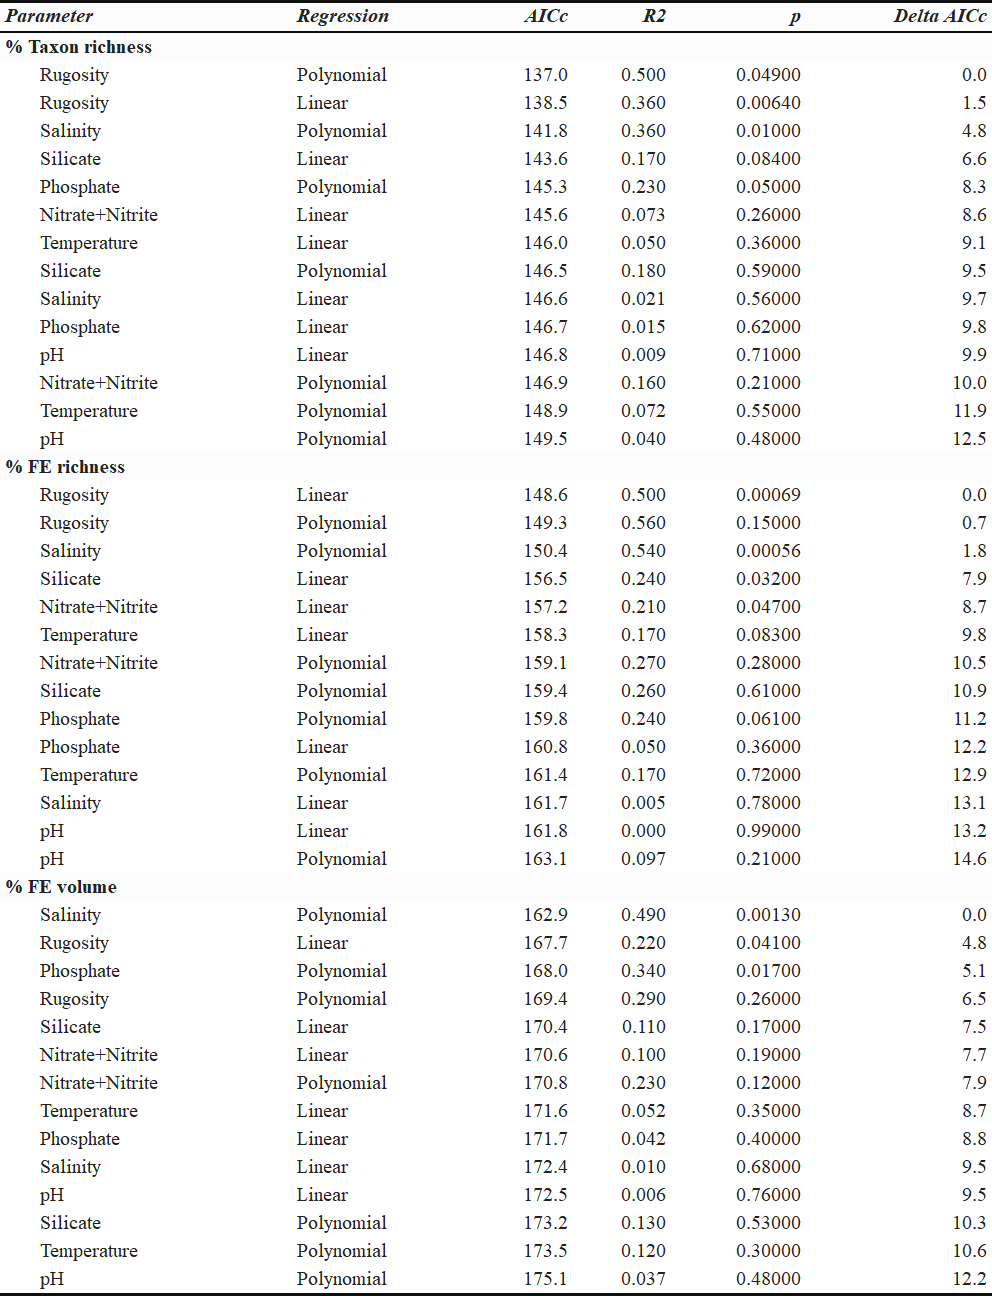 Parameter Regression AICc R2 p Delta AICc
% Taxon richness
Rugosity Polynomial 137.0 0.500 0.04900 0.0
Rugosity Linear 138.5 0.360 0.00640 1.5
Salinity Polynomial 141.8 0.360 0.01000 4.8
Silicate Linear 143.6 0.170 0.08400 6.6
Phosphate Polynomial 145.3 0.230 0.05000 8.3
Nitrate+Nitrite Linear 145.6 0.073 0.26000 8.6
Temperature Linear 146.0 0.050 0.36000 9.1
Silicate Polynomial 146.5 0.180 0.59000 9.5
Salinity Linear 146.6 0.021 0.56000 9.7
Phosphate Linear 146.7 0.015 0.62000 9.8
pH Linear 146.8 0.009 0.71000 9.9
Nitrate+Nitrite Polynomial 146.9 0.160 0.21000 10.0
Temperature Polynomial 148.9 0.072 0.55000 11.9
pH Polynomial 149.5 0.040 0.48000 12.5
% FE richness
Rugosity Linear 148.6 0.500 0.00069 0.0
Rugosity Polynomial 149.3 0.560 0.15000 0.7
Salinity Polynomial 150.4 0.540 0.00056 1.8
Silicate Linear 156.5 0.240 0.03200 7.9
Nitrate+Nitrite Linear 157.2 0.210 0.04700 8.7
Temperature Linear 158.3 0.170 0.08300 9.8
Nitrate+Nitrite Polynomial 159.1 0.270 0.28000 10.5
Silicate Polynomial 159.4 0.260 0.61000 10.9
Phosphate Polynomial 159.8 0.240 0.06100 11.2
Phosphate Linear 160.8 0.050 0.36000 12.2
Temperature Polynomial 161.4 0.170 0.72000 12.9
Salinity Linear 161.7 0.005 0.78000 13.1
pH Linear 161.8 0.000 0.99000 13.2
pH Polynomial 163.1 0.097 0.21000 14.6
% FE volume
Salinity Polynomial 162.9 0.490 0.00130 0.0
Rugosity Linear 167.7 0.220 0.04100 4.8
Phosphate Polynomial 168.0 0.340 0.01700 5.1
Rugosity Polynomial 169.4 0.290 0.26000 6.5
Silicate Linear 170.4 0.110 0.17000 7.5
Nitrate+Nitrite Linear 170.6 0.100 0.19000 7.7
Nitrate+Nitrite Polynomial 170.8 0.230 0.12000 7.9
Temperature Linear 171.6 0.052 0.35000 8.7
Phosphate Linear 171.7 0.042 0.40000 8.8
Salinity Linear 172.4 0.010 0.68000 9.5
pH Linear 172.5 0.006 0.76000 9.5
Silicate Polynomial 173.2 0.130 0.53000 10.3
Temperature Polynomial 173.5 0.120 0.30000 10.6
pH Polynomial 175.1 0.037 0.48000 12.2